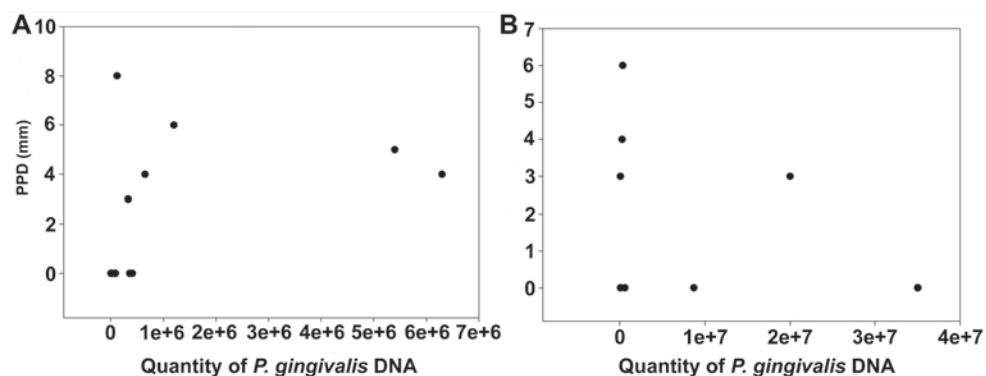 A
PPD (mm)
10
8
6
4
2
0
0 1e+6 2e+6 3e+6 4e+6 5e+6 6e+6 7e+6
Quantity of P. gingivalis DNA
B
7
6
5
4
3
2
1
0
0 1e+7 2e+7 3e+7 4e+7
Quantity of P. gingivalis DNA